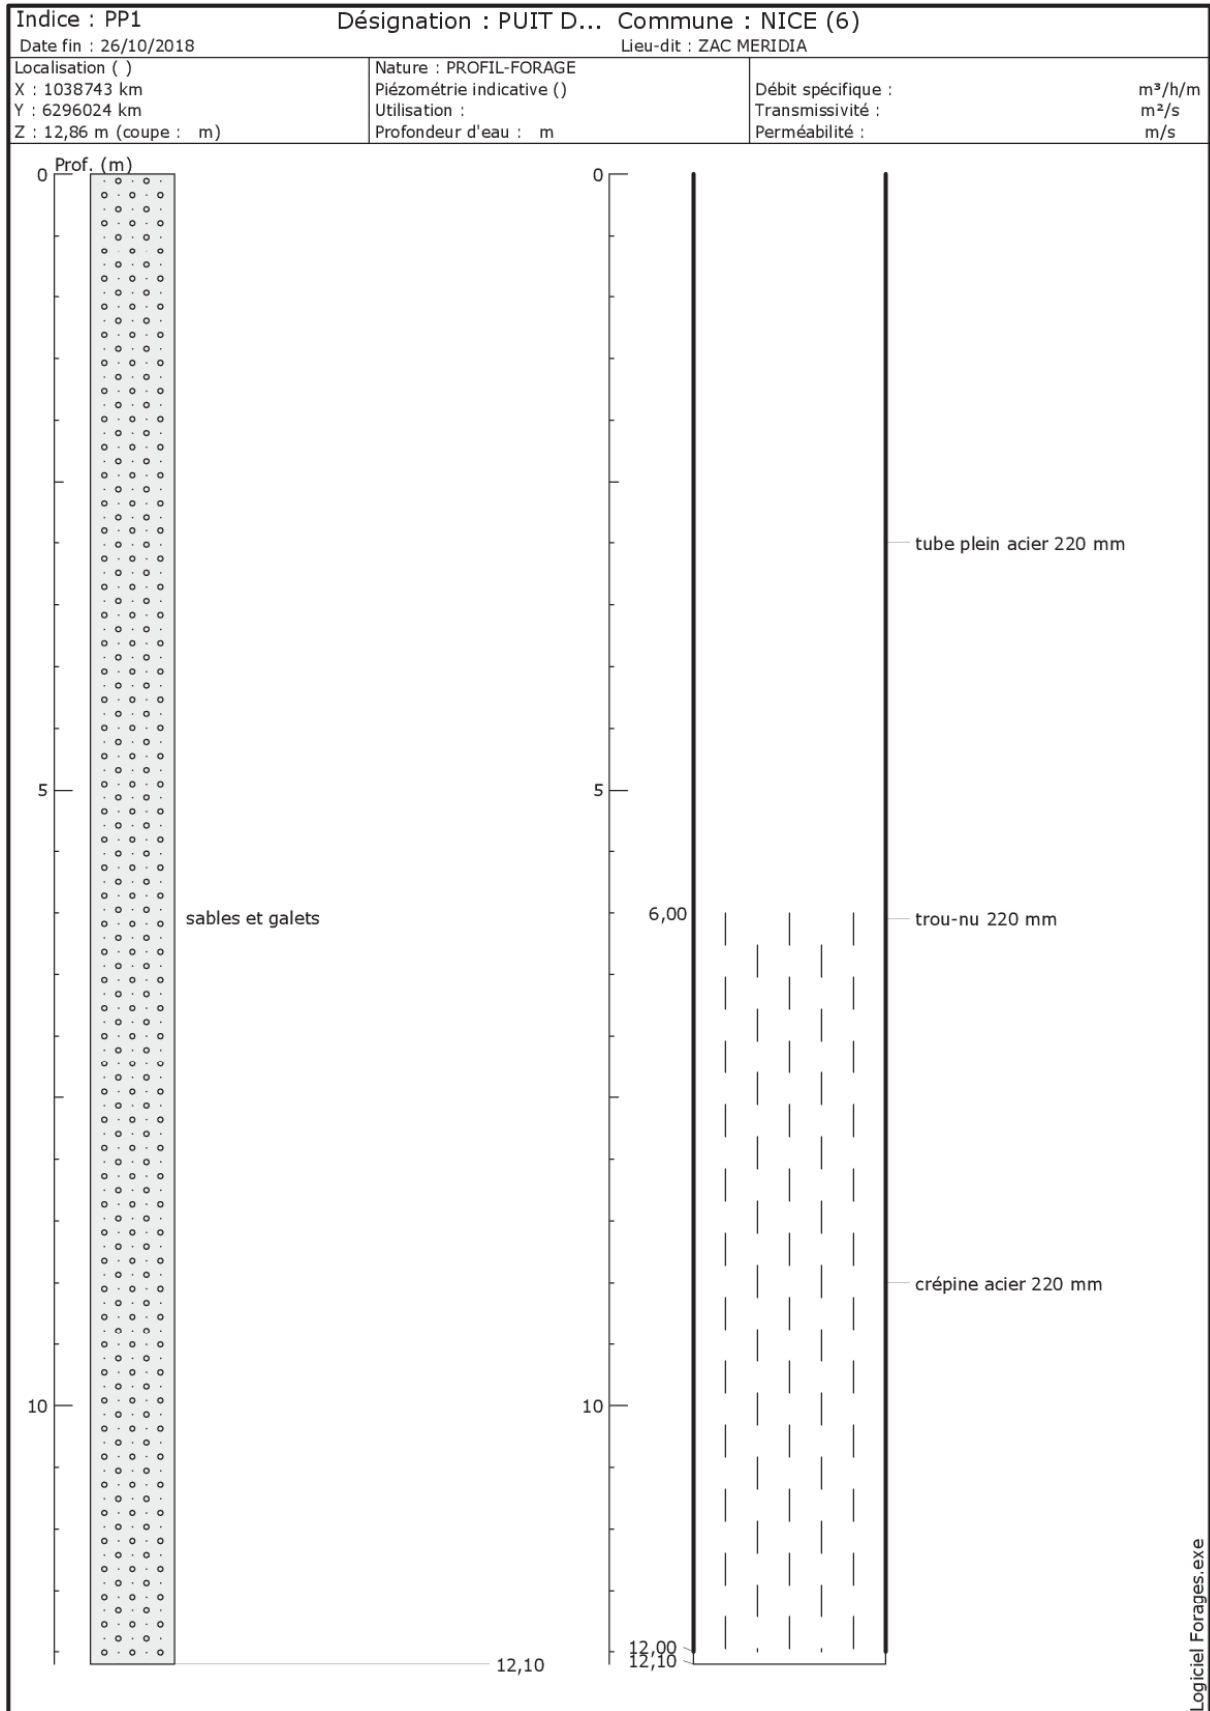 Indice : PP1 Désignation : PUIT D... Commune : NICE (6)
Date fin : 26/10/2018 Lieu-dit : ZAC MERIDIA
Localisation ( )
X : 1038743 km
Y : 6296024 km
Z : 12,86 m (coupe : m)
Nature : PROFIL-FORAGE
Piézométrie indicative ()
Utilisation :
Profondeur d'eau : m
Débit spécifique : m³/h/m
Transmissivité : m²/s
Perméabilité : m/s
Prof. (m)
0
5
10
sables et galets
12,10
0
5
10
6,00
12,00
12,10
tube plein acier 220 mm
trou-nu 220 mm
crépine acier 220 mm
Logiciel Forages.exe